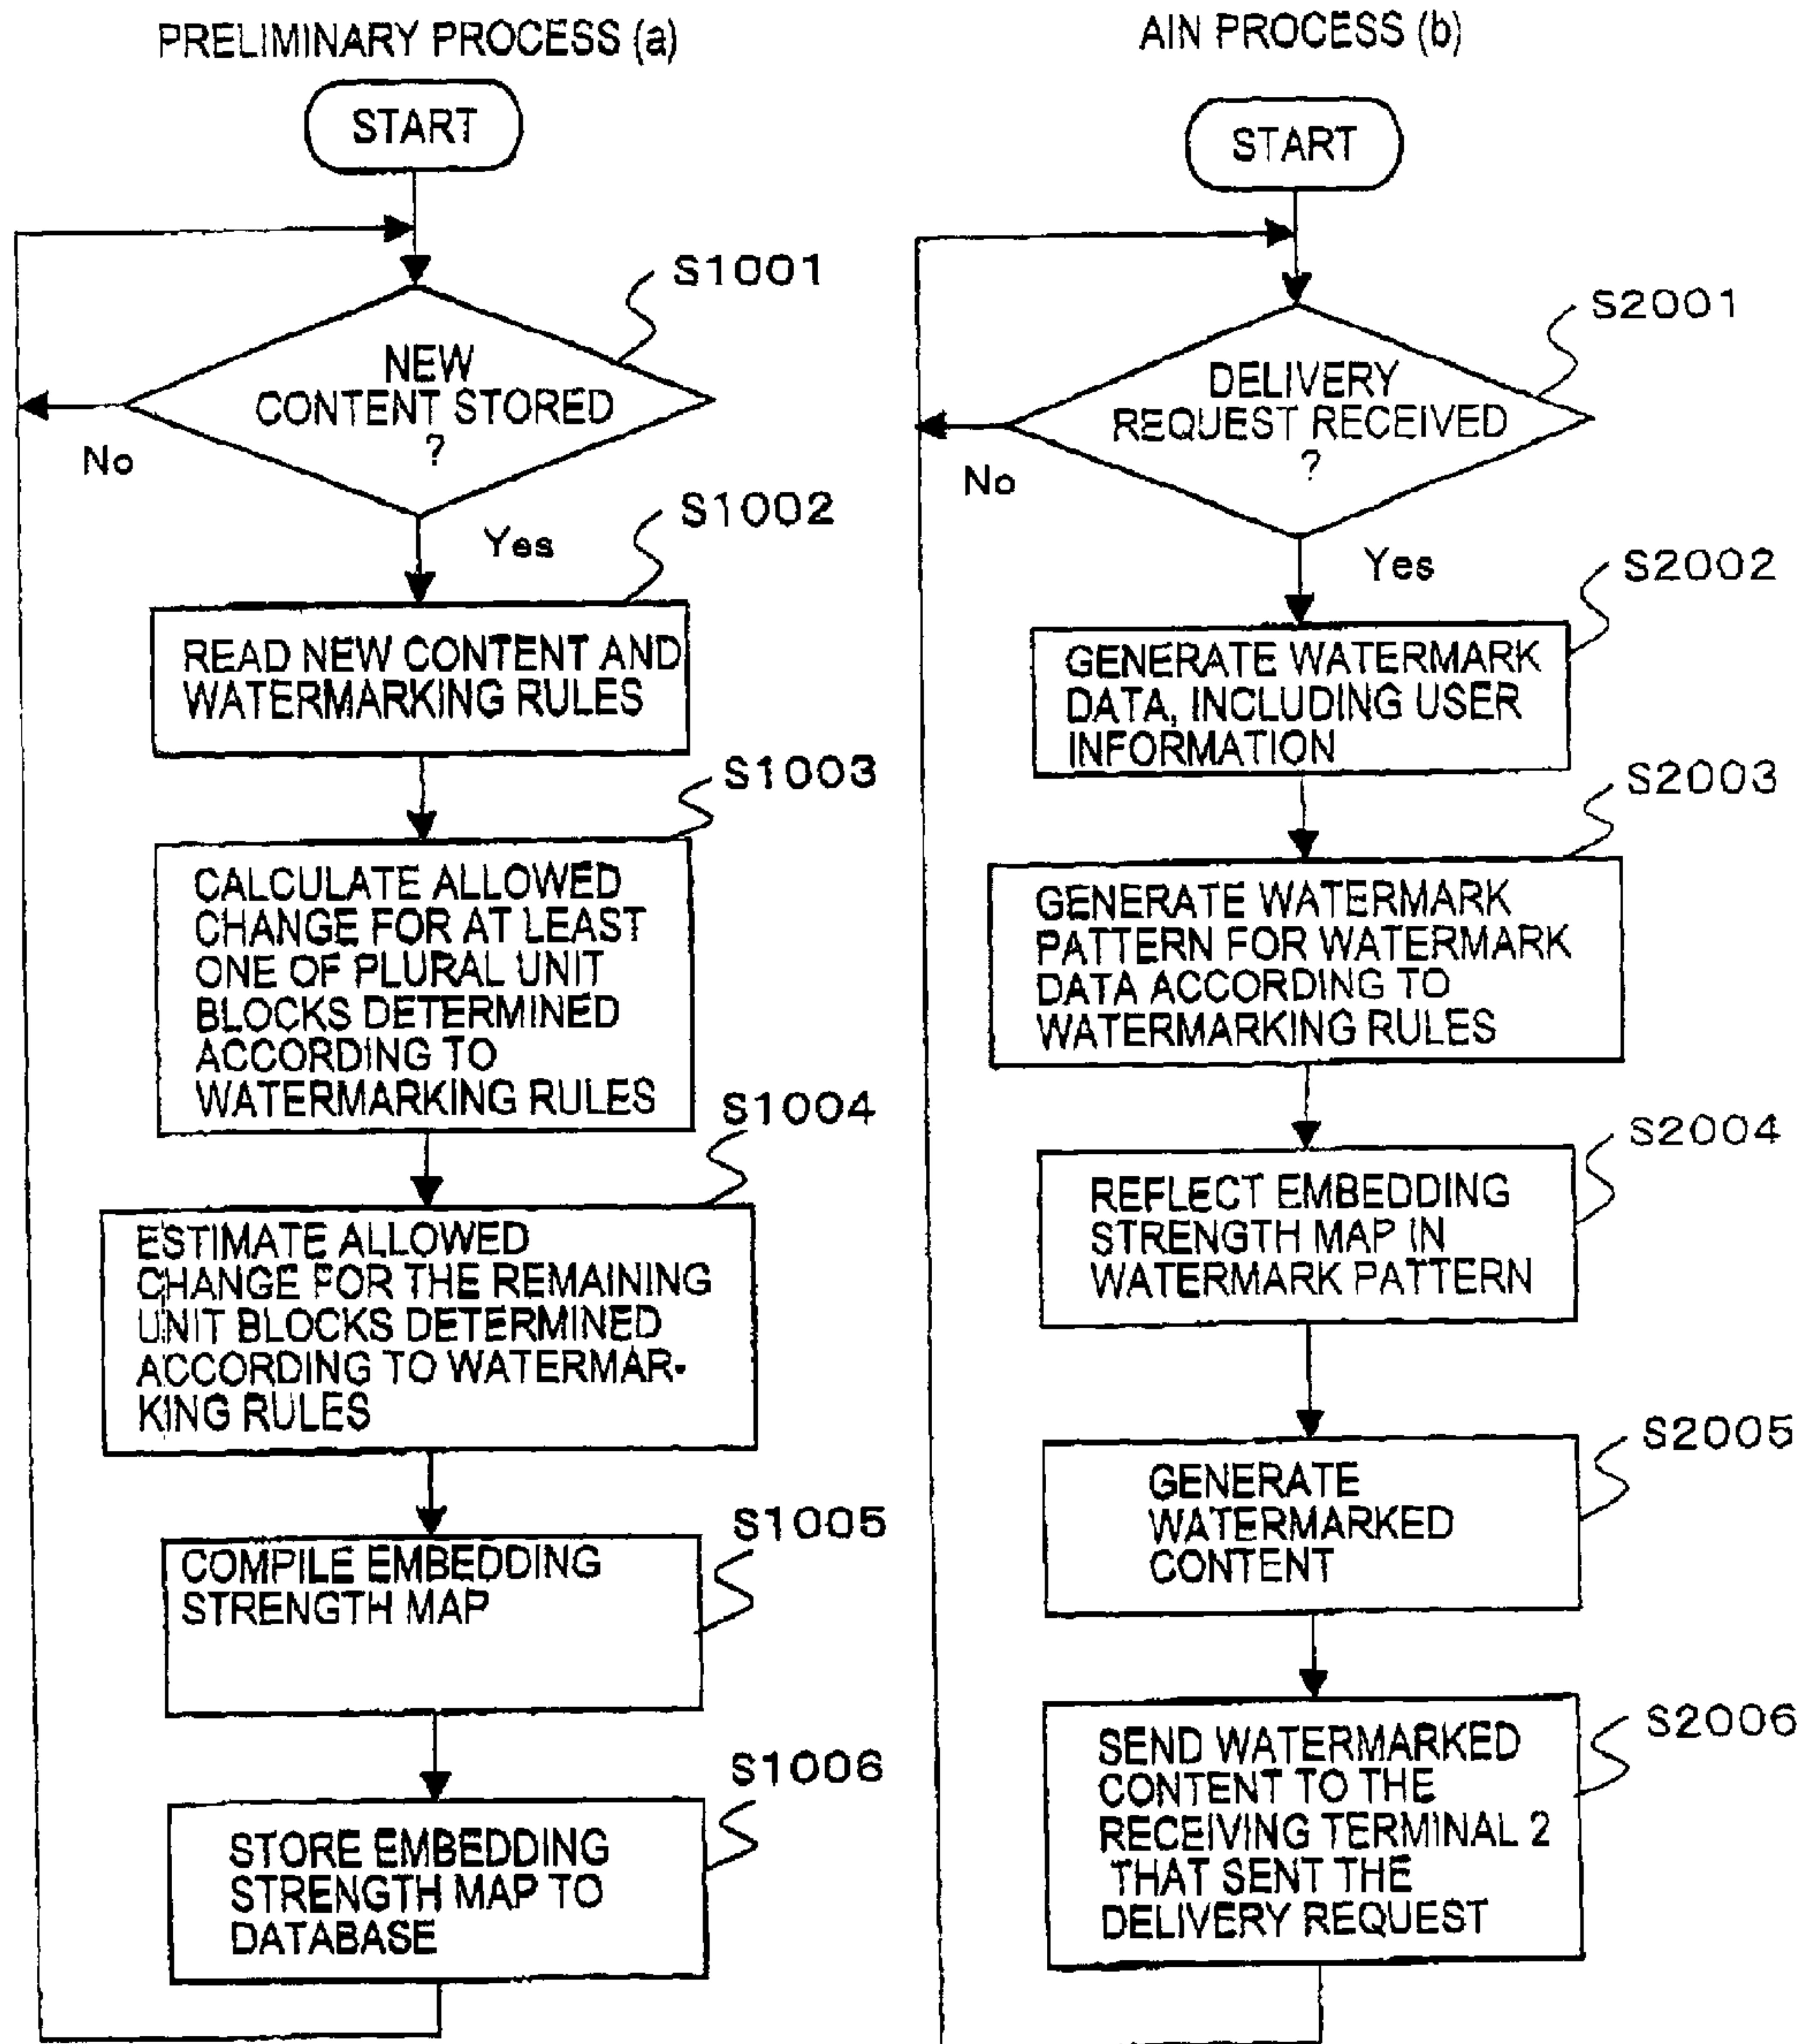 PRELIMINARY PROCESS (a)
START
S1001
NEW
CONTENT STORED
?
No
Yes
S1002
READ NEW CONTENT AND
WATERMARKING RULES
S1003
CALCULATE ALLOWED
CHANGE FOR AT LEAST
ONE OF PLURAL UNIT
BLOCKS DETERMINED
ACCORDING TO
WATERMARKING RULES
S1004
ESTIMATE ALLOWED
CHANGE FOR THE REMAINING
UNIT BLOCKS DETERMINED
ACCORDING TO WATERMAR-
KING RULES
S1005
COMPILE EMBEDDING
STRENGTH MAP
S1006
STORE EMBEDDING
STRENGTH MAP TO
DATABASE
AIN PROCESS (b)
START
S2001
DELIVERY
REQUEST RECEIVED
?
No
Yes
S2002
GENERATE WATERMARK
DATA, INCLUDING USER
INFORMATION
S2003
GENERATE WATERMARK
PATTERN FOR WATERMARK
DATA ACCORDING TO
WATERMARKING RULES
S2004
REFLECT EMBEDDING
STRENGTH MAP IN
WATERMARK PATTERN
S2005
GENERATE
WATERMARKED
CONTENT
S2006
SEND WATERMARKED
CONTENT TO THE
RECEIVING TERMINAL 2
THAT SENT THE
DELIVERY REQUEST